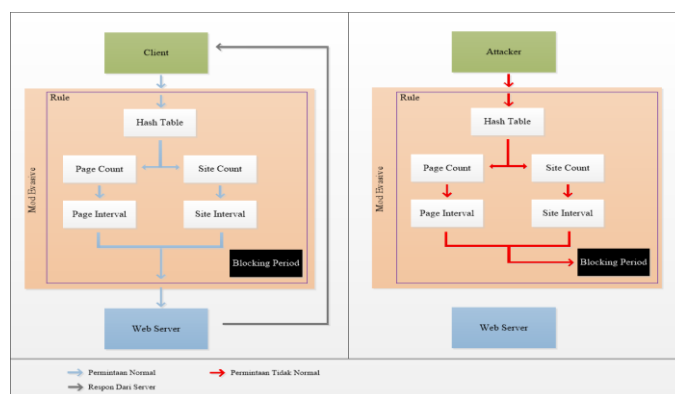 Client
Rule
Hash Table
Page Count
Site Count
Page Interval
Site Interval
Blocking Period
Mod Evasive
Web Server
Attacker
Rule
Hash Table
Page Count
Site Count
Page Interval
Site Interval
Blocking Period
Mod Evasive
Web Server
Permintaan Normal
Permintaan Tidak Normal
Respon Dari Server